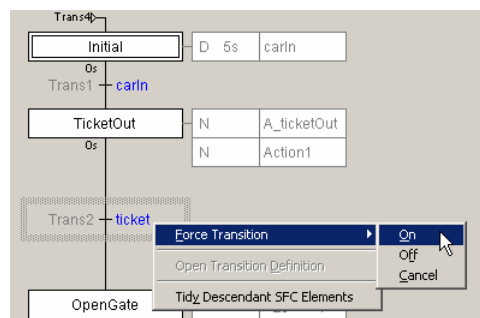 Trans4
Initial D 5s carIn
0s
Trans1 carIn
TicketOut N A_ticketOut
0s N Action1
Trans2 ticket
Force Transition On
Off
Open Transition Definition
Cancel
Tidy Descendant SFC Elements
OpenGate